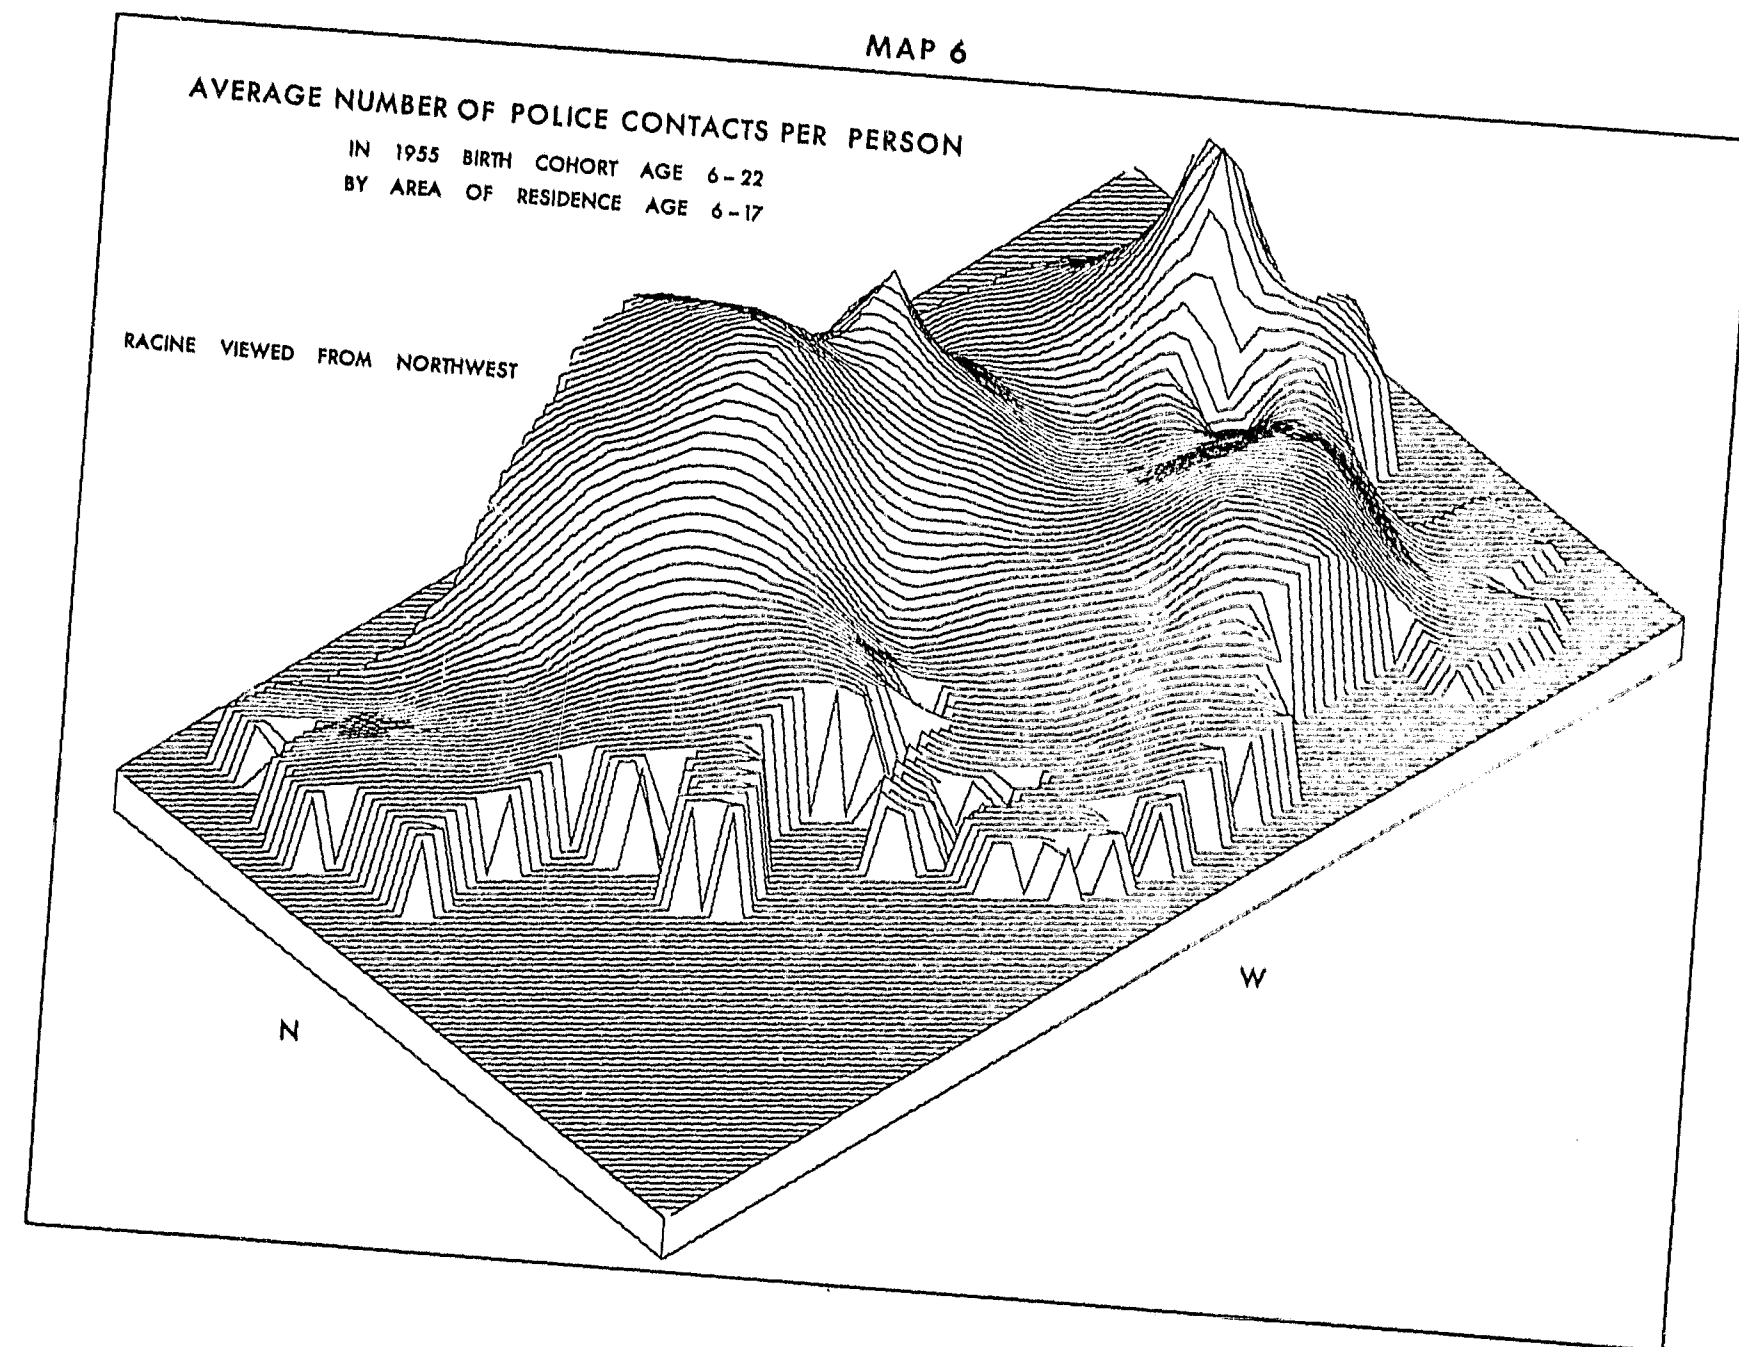 MAP 6
AVERAGE NUMBER OF POLICE CONTACTS PER PERSON
IN 1955 BIRTH COHORT AGE 6-22
BY AREA OF RESIDENCE AGE 6-17
RACINE VIEWED FROM NORTHWEST
W
N